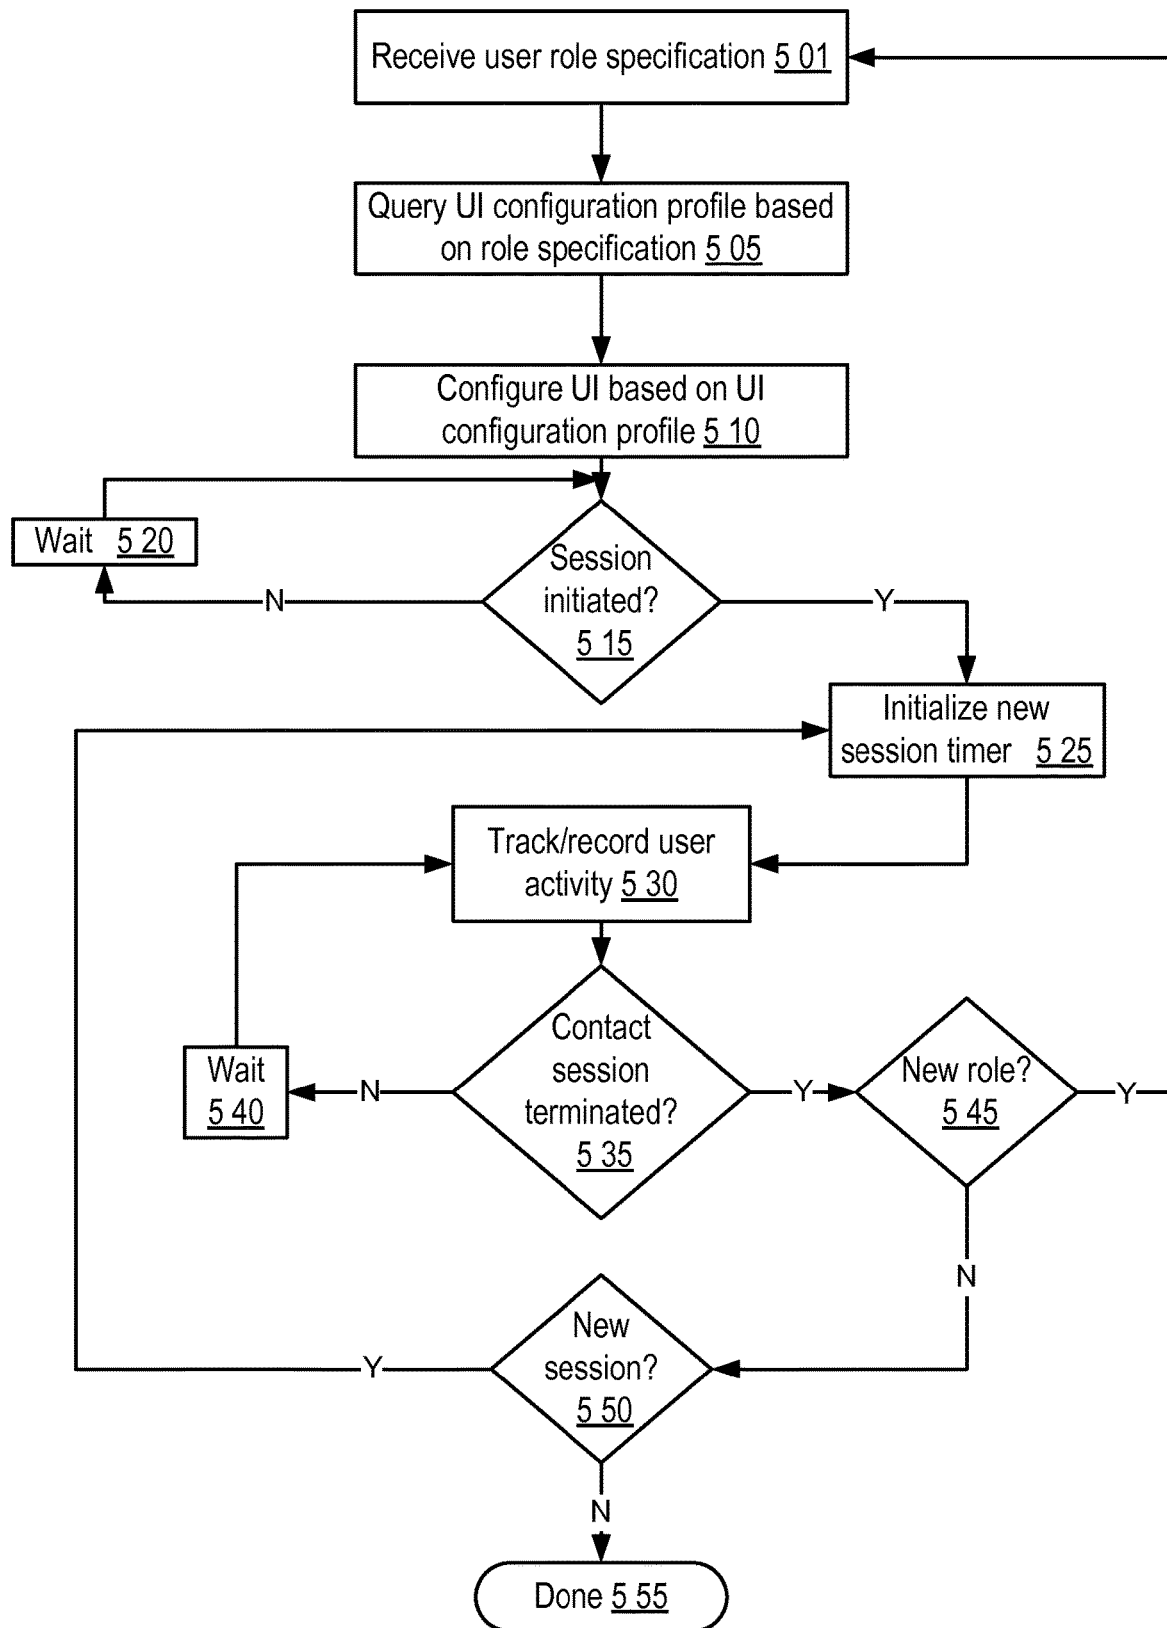 Receive user role specification 5 01
Query UI configuration profile based
on role specification 5 05
Configure UI based on UI
configuration profile 5 10
Wait 5 20
Session
initiated?
5 15
N
Y
Initialize new
session timer 5 25
Track/record user
activity 5 30
Contact
session
terminated?
5 35
N
Wait
5 40
Y
New role?
5 45
Y
N
New
session?
5 50
Y
N
Done 5 55